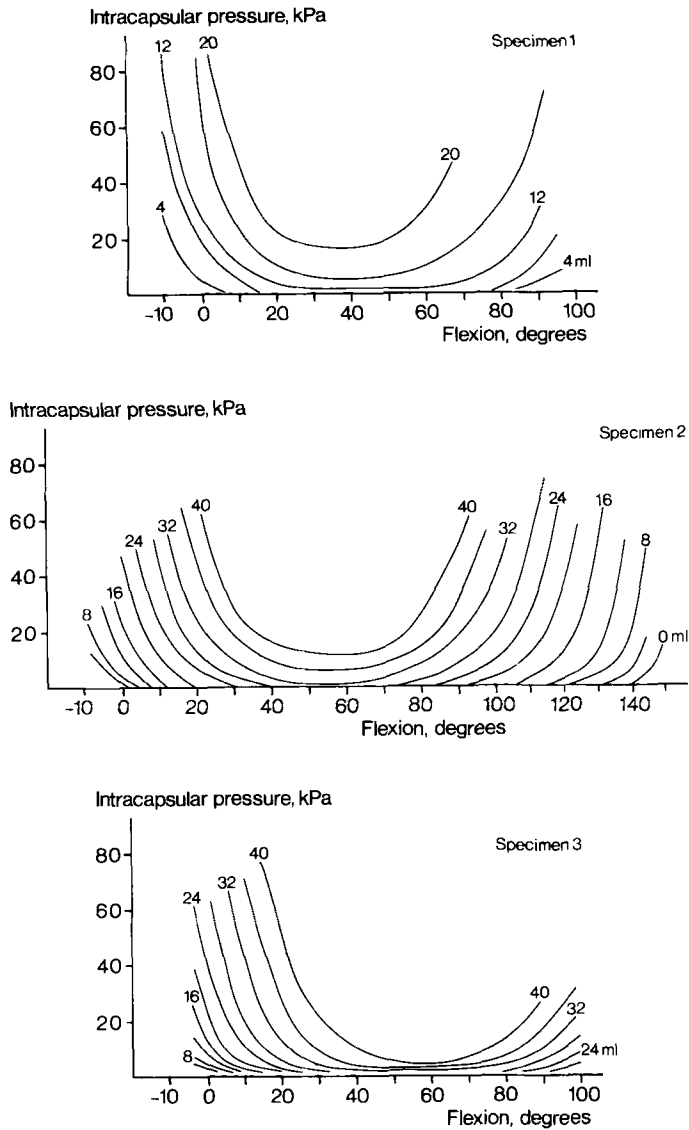 Intracapsular pressure, kPa
Specimen 1
12 20
80
60
40
20
4
20
12
4 ml
-10 0 20 40 60 80 100
Flexion, degrees
Intracapsular pressure, kPa
Specimen 2
80
60
40
20
8
16
24
32
40
40
32
24
16
8
0 ml
-10 0 20 40 60 80 100 120 140
Flexion, degrees
Intracapsular pressure, kPa
Specimen 3
80
60
40
20
40
32
24
16
8
40
32
24 ml
-10 0 20 40 60 80 100
Flexion, degrees